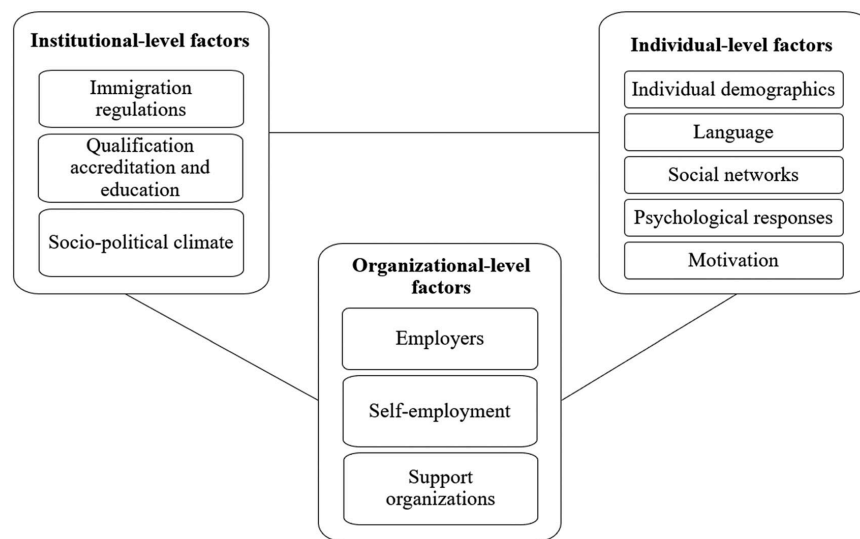 Institutional-level factors
Immigration
regulations
Qualification
accreditation and
education
Socio-political climate
Individual-level factors
Individual demographics
Language
Social networks
Psychological responses
Motivation
Organizational-level
factors
Employers
Self-employment
Support
organizations